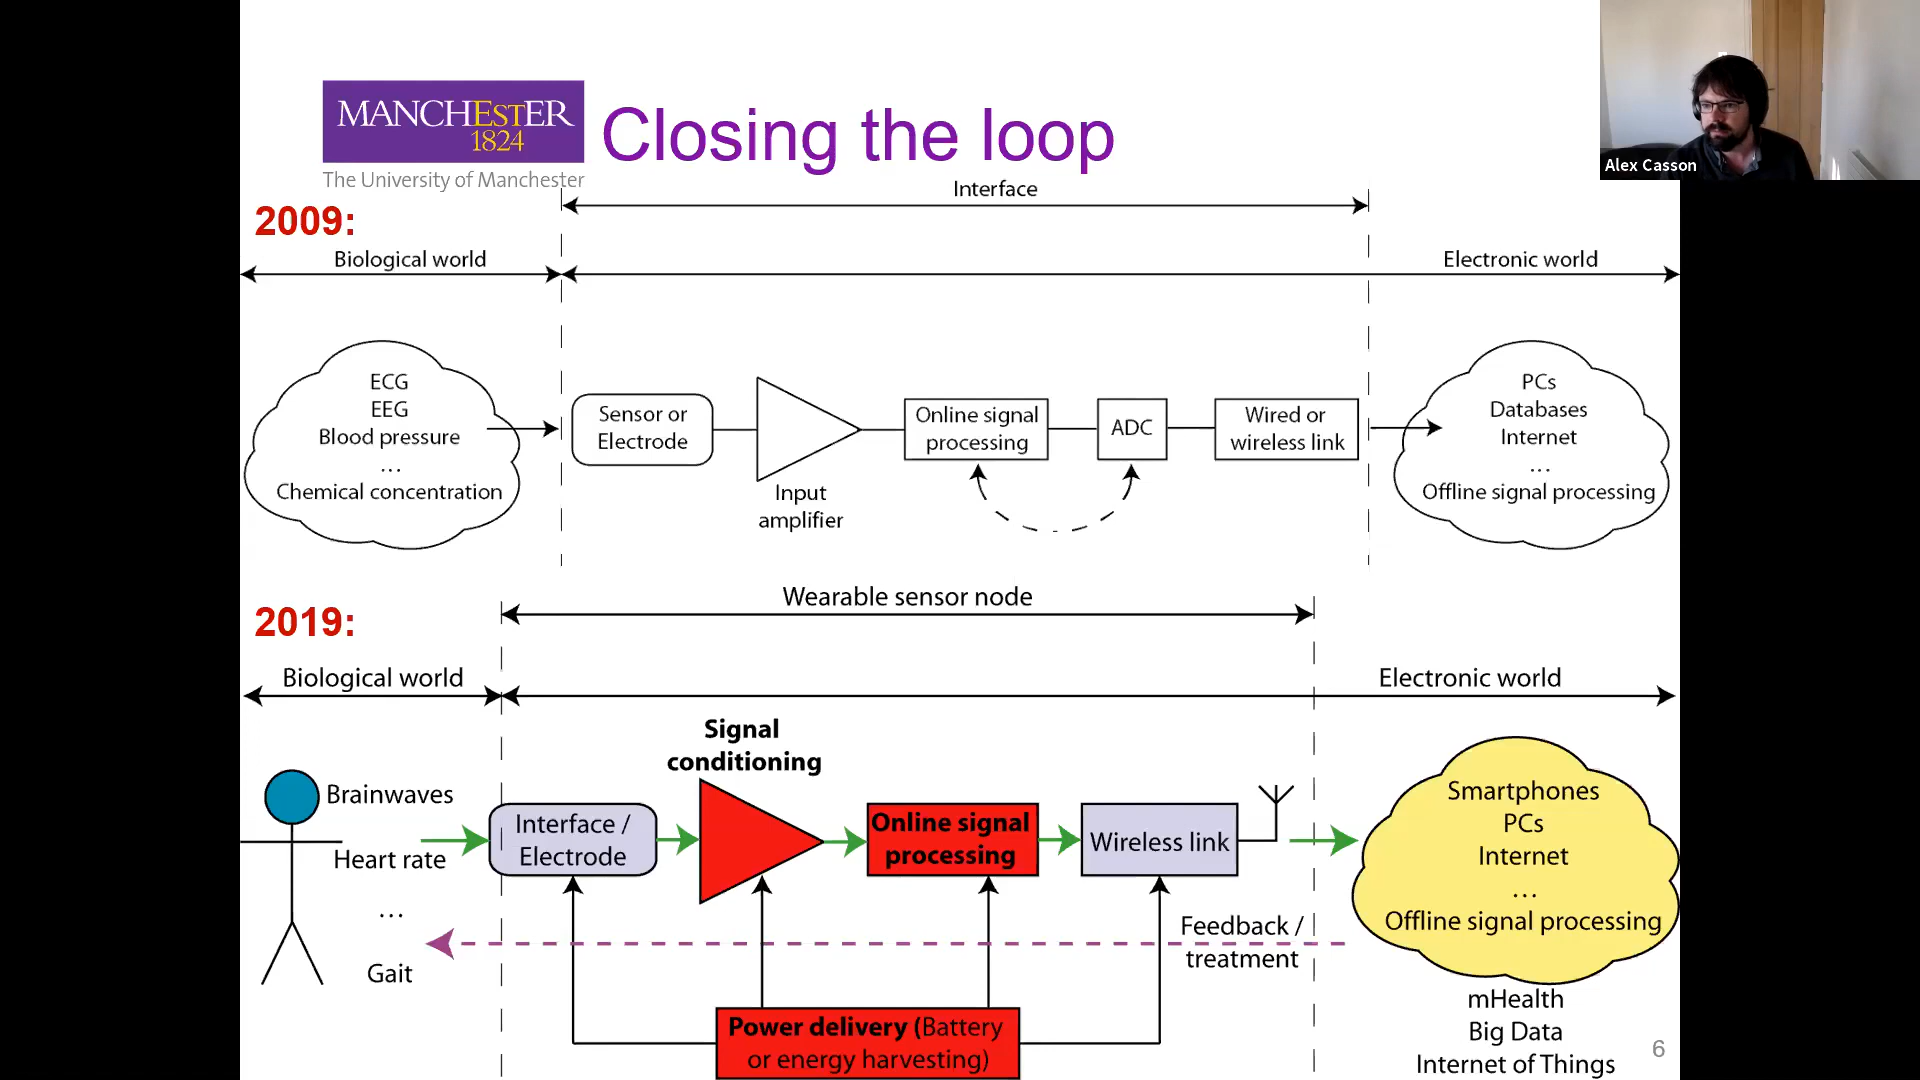 MANCHESTER
1824
The University of Manchester
Closing the loop
Alex Casson
Interface
2009:
Biological world
Electronic world
ECG
EEG
Blood pressure
...
Chemical concentration
Sensor or
Electrode
Input
amplifier
Online signal
processing
ADC
Wired or
wireless link
PCs
Databases
Internet
...
Offline signal processing
Wearable sensor node
2019:
Biological world
Electronic world
Signal
conditioning
Brainwaves
Heart rate
...
Gait
Interface /
Electrode
Online signal
processing
Wireless link
Feedback /
treatment
Power delivery (Battery
or energy harvesting)
Smartphones
PCs
Internet
...
Offline signal processing
mHealth
Big Data
Internet of Things
6